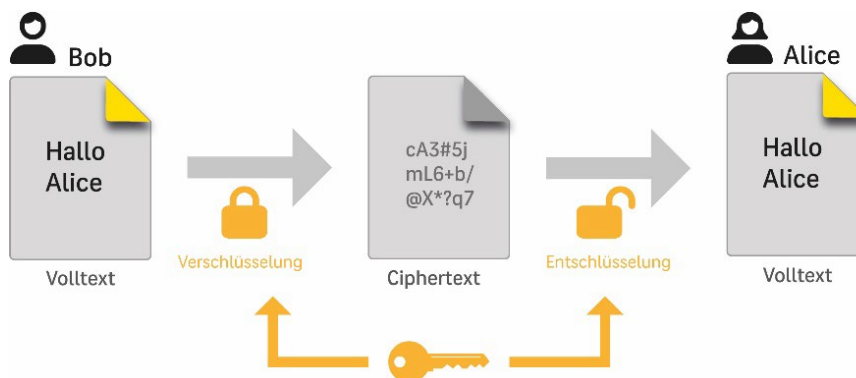 Bob
Alice
Hallo
Alice
cA3#5j
mL6+b/
@X*?q7
Hallo
Alice
Verschlüsselung
Entschlüsselung
Volltext
Ciphertext
Volltext